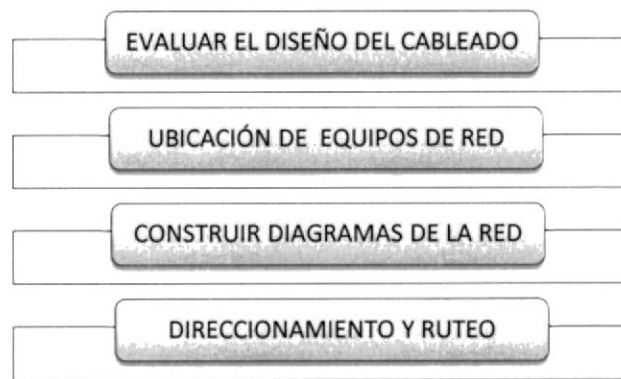 EVALUAR EL DISEÑO DEL CABLEADO
UBICACIÓN DE EQUIPOS DE RED
CONSTRUIR DIAGRAMAS DE LA RED
DIRECCIONAMIENTO Y RUTEO